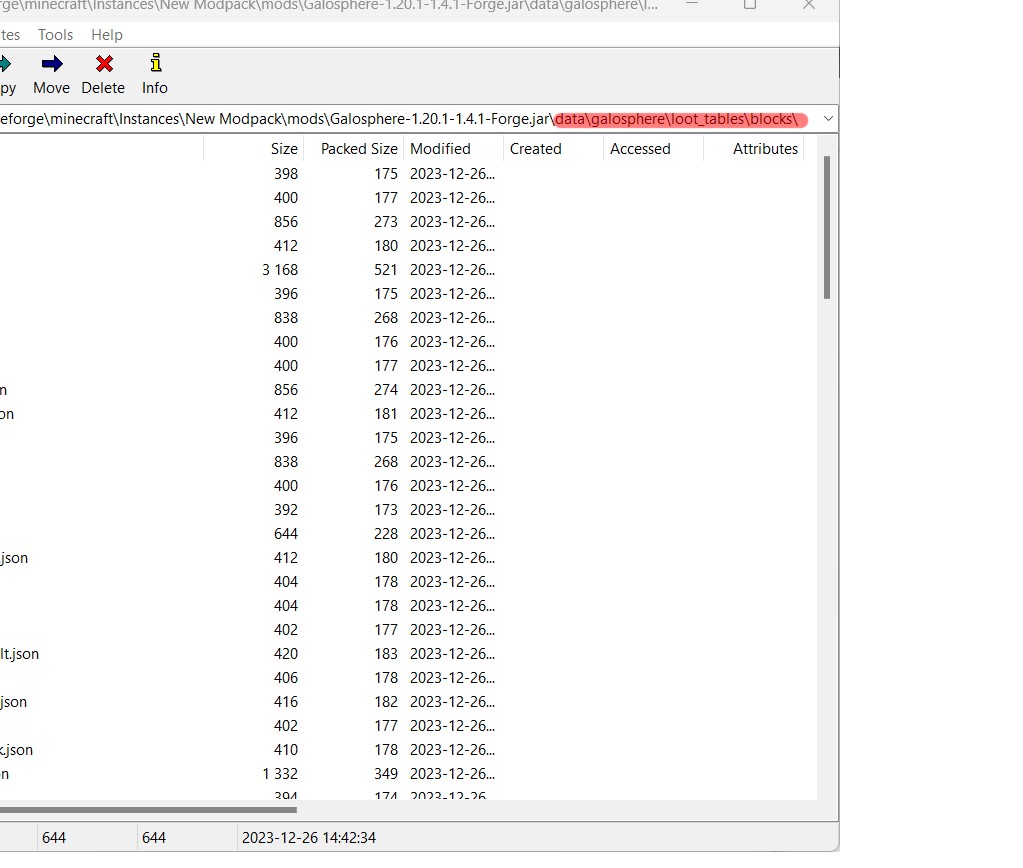 rge\minecraft\Instances\New Modpack\mods\Galosphere-1.20.1-1.4.1-Forge.jar\data\galosphere\l...
tes Tools Help
py Move Delete Info
eforge\minecraft\Instances\New Modpack\mods\Galosphere-1.20.1-1.4.1-Forge.jar\data\galosphere\loot_tables\blocks\
Size Packed Size Modified Created Accessed Attributes
398 175 2023-12-26...
400 177 2023-12-26...
856 273 2023-12-26...
412 180 2023-12-26...
3 168 521 2023-12-26...
396 175 2023-12-26...
838 268 2023-12-26...
400 176 2023-12-26...
400 177 2023-12-26...
n 856 274 2023-12-26...
on 412 181 2023-12-26...
396 175 2023-12-26...
838 268 2023-12-26...
400 176 2023-12-26...
392 173 2023-12-26...
644 228 2023-12-26...
.json 412 180 2023-12-26...
404 178 2023-12-26...
404 178 2023-12-26...
402 177 2023-12-26...
lt.json 420 183 2023-12-26...
406 178 2023-12-26...
json 416 182 2023-12-26...
402 177 2023-12-26...
k.json 410 178 2023-12-26...
n 1 332 349 2023-12-26...
394 174 2023-12-26
644 644 2023-12-26 14:42:34